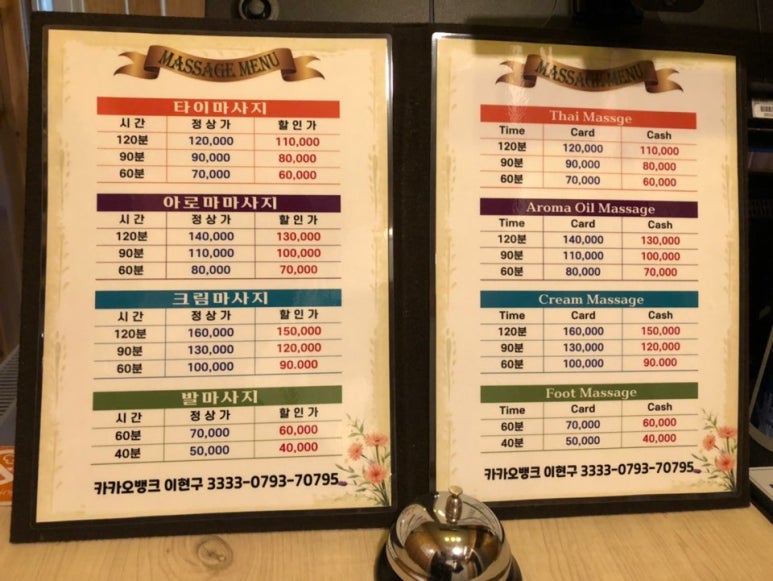 MASSAGE MENU
타이마사지
시간 정상가 할인가
120분 120,000 110,000
90분 90,000 80,000
60분 70,000 60,000
아로마마사지
시간 정상가 할인가
120분 140,000 130,000
90분 110,000 100,000
60분 80,000 70,000
크림마사지
시간 정상가 할인가
120분 160,000 150,000
90분 130,000 120,000
60분 100,000 90.000
발마사지
시간 정상가 할인가
60분 70,000 60,000
40분 50,000 40,000
카카오뱅크 이현구 3333-0793-70795
MASSAGE MENU
Thai Massge
Time Card Cash
120분 120,000 110,000
90분 90,000 80,000
60분 70,000 60,000
Aroma Oil Massage
Time Card Cash
120분 140,000 130,000
90분 110,000 100,000
60분 80,000 70,000
Cream Massage
Time Card Cash
120분 160,000 150,000
90분 130,000 120,000
60분 100,000 90.000
Foot Massage
Time Card Cash
60분 70,000 60,000
40분 50,000 40,000
카카오뱅크 이현구 3333-0793-70795